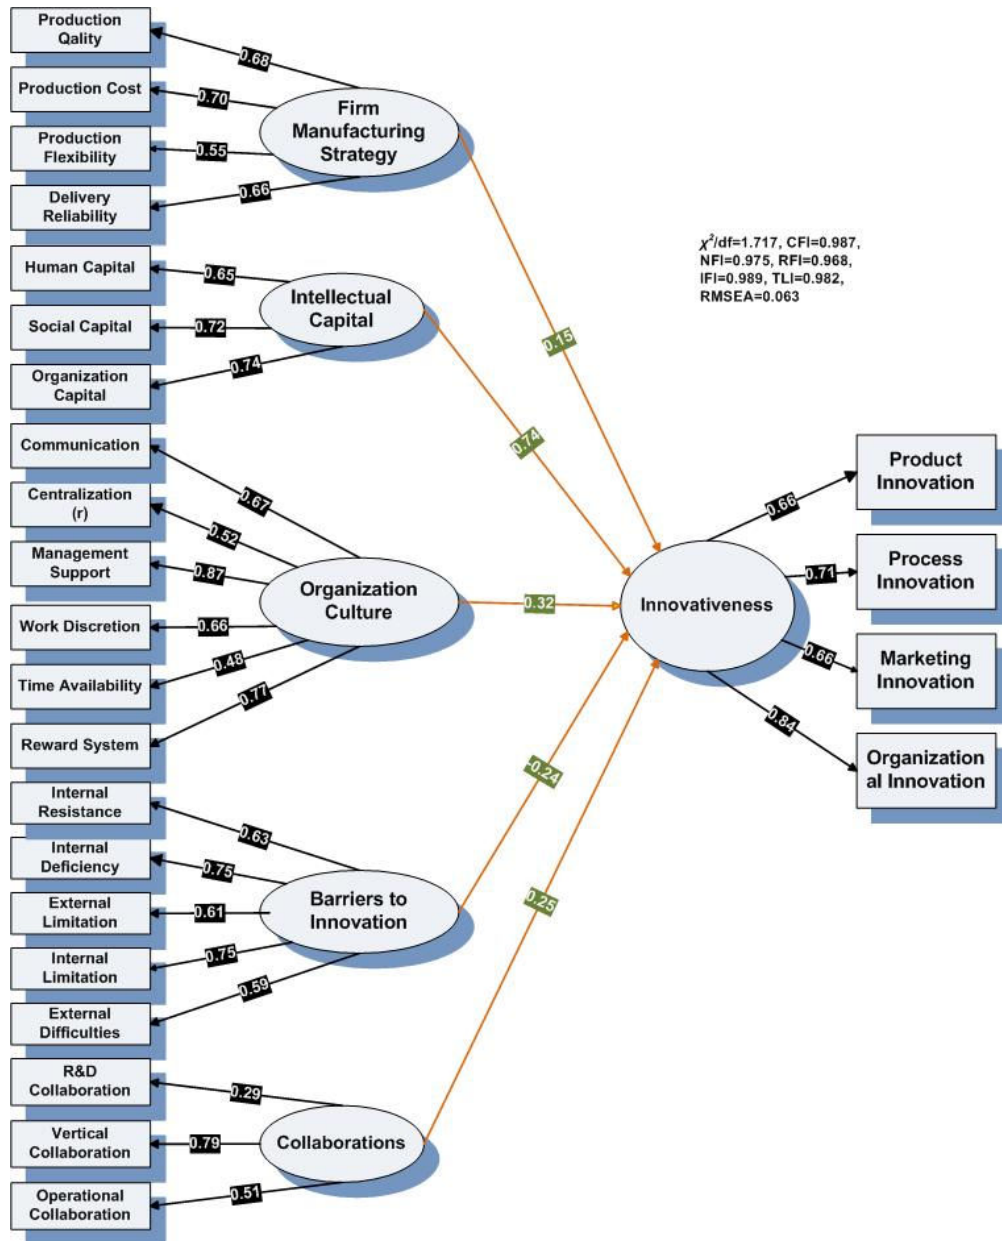 Production
Qality
0.68
Production Cost
0.70
Firm
Manufacturing
Strategy
Production
Flexibility
0.55
Delivery
Reliability
0.66
Human Capital
0.65
Intellectual
Capital
Social Capital
0.72
Organization
Capital
0.74
χ²/df=1.717, CFI=0.987,
NFI=0.975, RFI=0.968,
IFI=0.989, TLI=0.982,
RMSEA=0.063
0.15
0.74
Communication
0.67
Centralization
(r)
0.52
Management
Support
0.87
Organization
Culture
0.32
Work Discretion
0.66
Time Availability
0.48
Reward System
0.77
Innovativeness
0.66
Product
Innovation
0.71
Process
Innovation
0.66
Marketing
Innovation
0.84
Organization
al Innovation
Internal
Resistance
0.63
Internal
Deficiency
0.75
Barriers to
Innovation
-0.24
External
Limitation
0.61
Internal
Limitation
0.75
External
Difficulties
0.59
0.25
R&D
Collaboration
0.29
Vertical
Collaboration
0.79
Collaborations
Operational
Collaboration
0.51